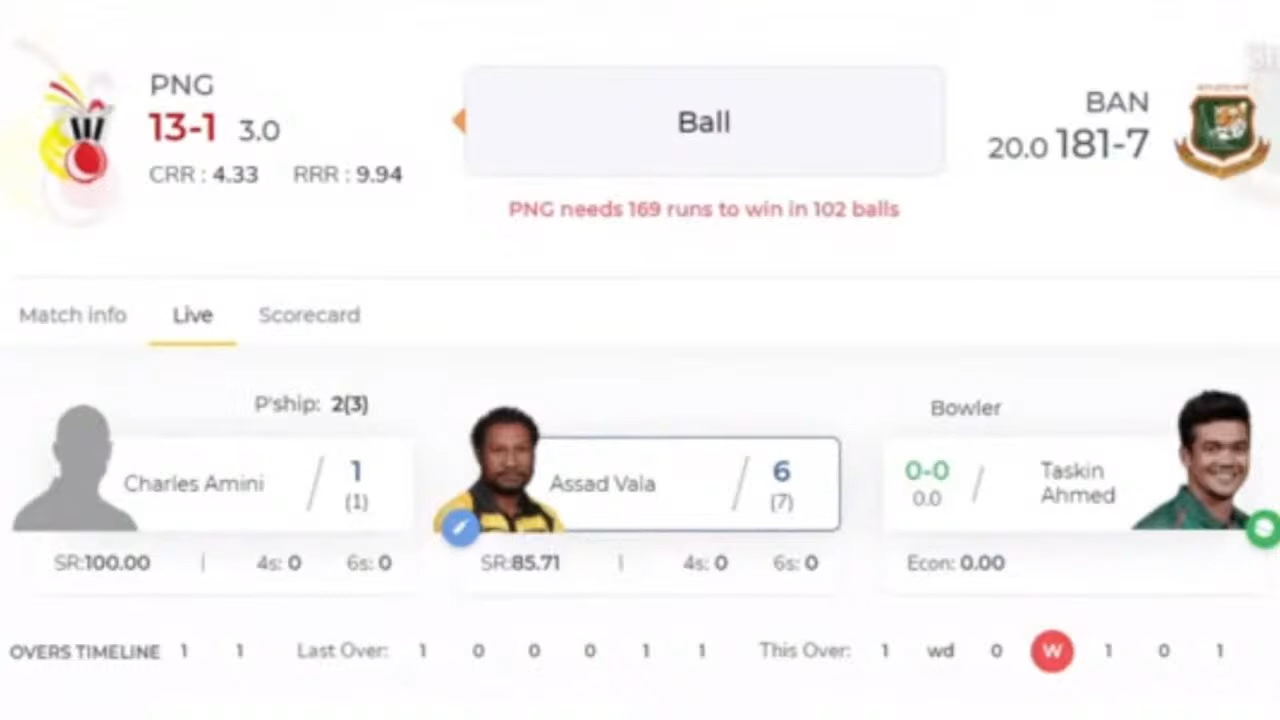 PNG
13-1 3.0
CRR : 4.33 RRR : 9.94
Ball
PNG needs 169 runs to win in 102 balls
BAN
20.0 181-7
Match info Live Scorecard
P'ship: 2(3)
Charles Amini / 1
(1)
SR:100.00 | 4s: 0 6s: 0
Assad Vala / 6
(7)
SR:85.71 | 4s: 0 6s: 0
Bowler
0-0 / Taskin
0.0 Ahmed
Econ: 0.00
OVERS TIMELINE 1 1 Last Over: 1 0 0 0 1 1 This Over: 1 wd 0 W 1 0 1